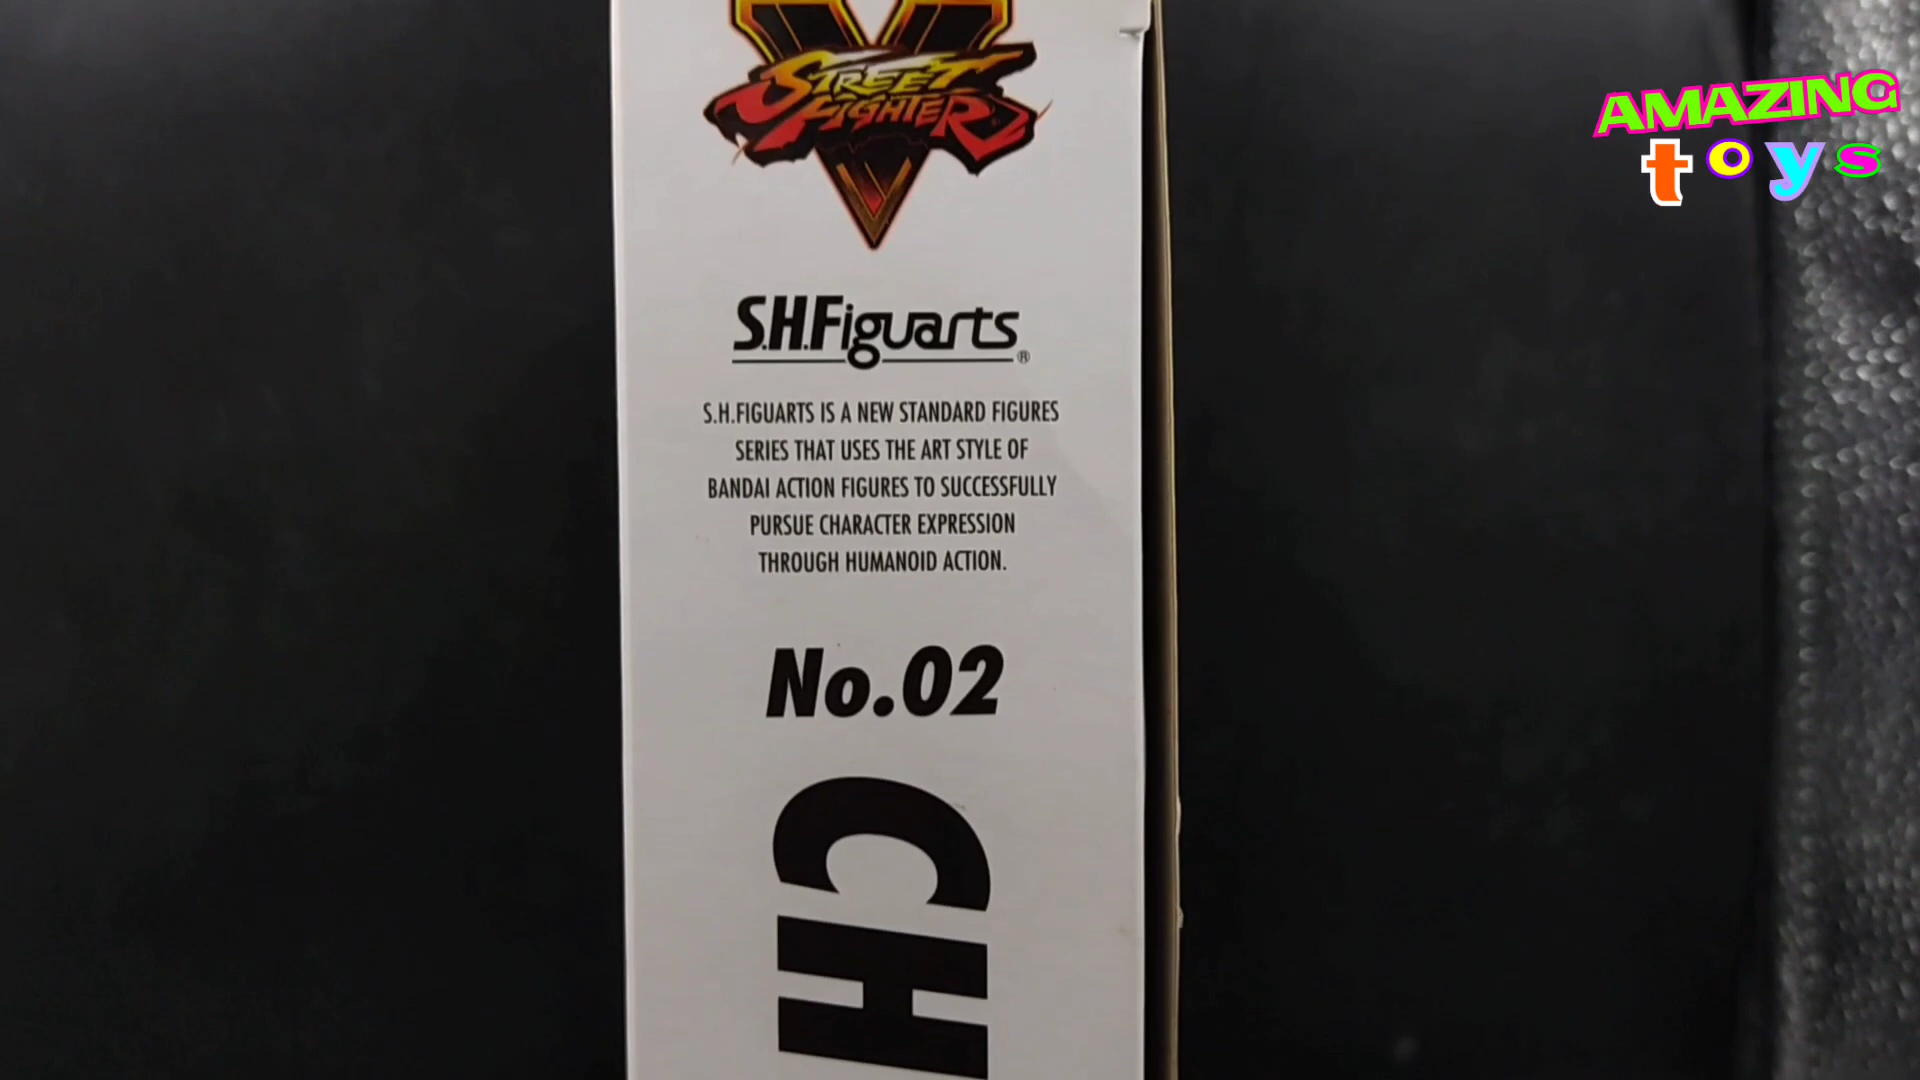 STREET
FIGHTER
V
AMAZING
toys
S.H.Figuarts®
S.H.FIGUARTS IS A NEW STANDARD FIGURES
SERIES THAT USES THE ART STYLE OF
BANDAI ACTION FIGURES TO SUCCESSFULLY
PURSUE CHARACTER EXPRESSION
THROUGH HUMANOID ACTION.
No.02
CH